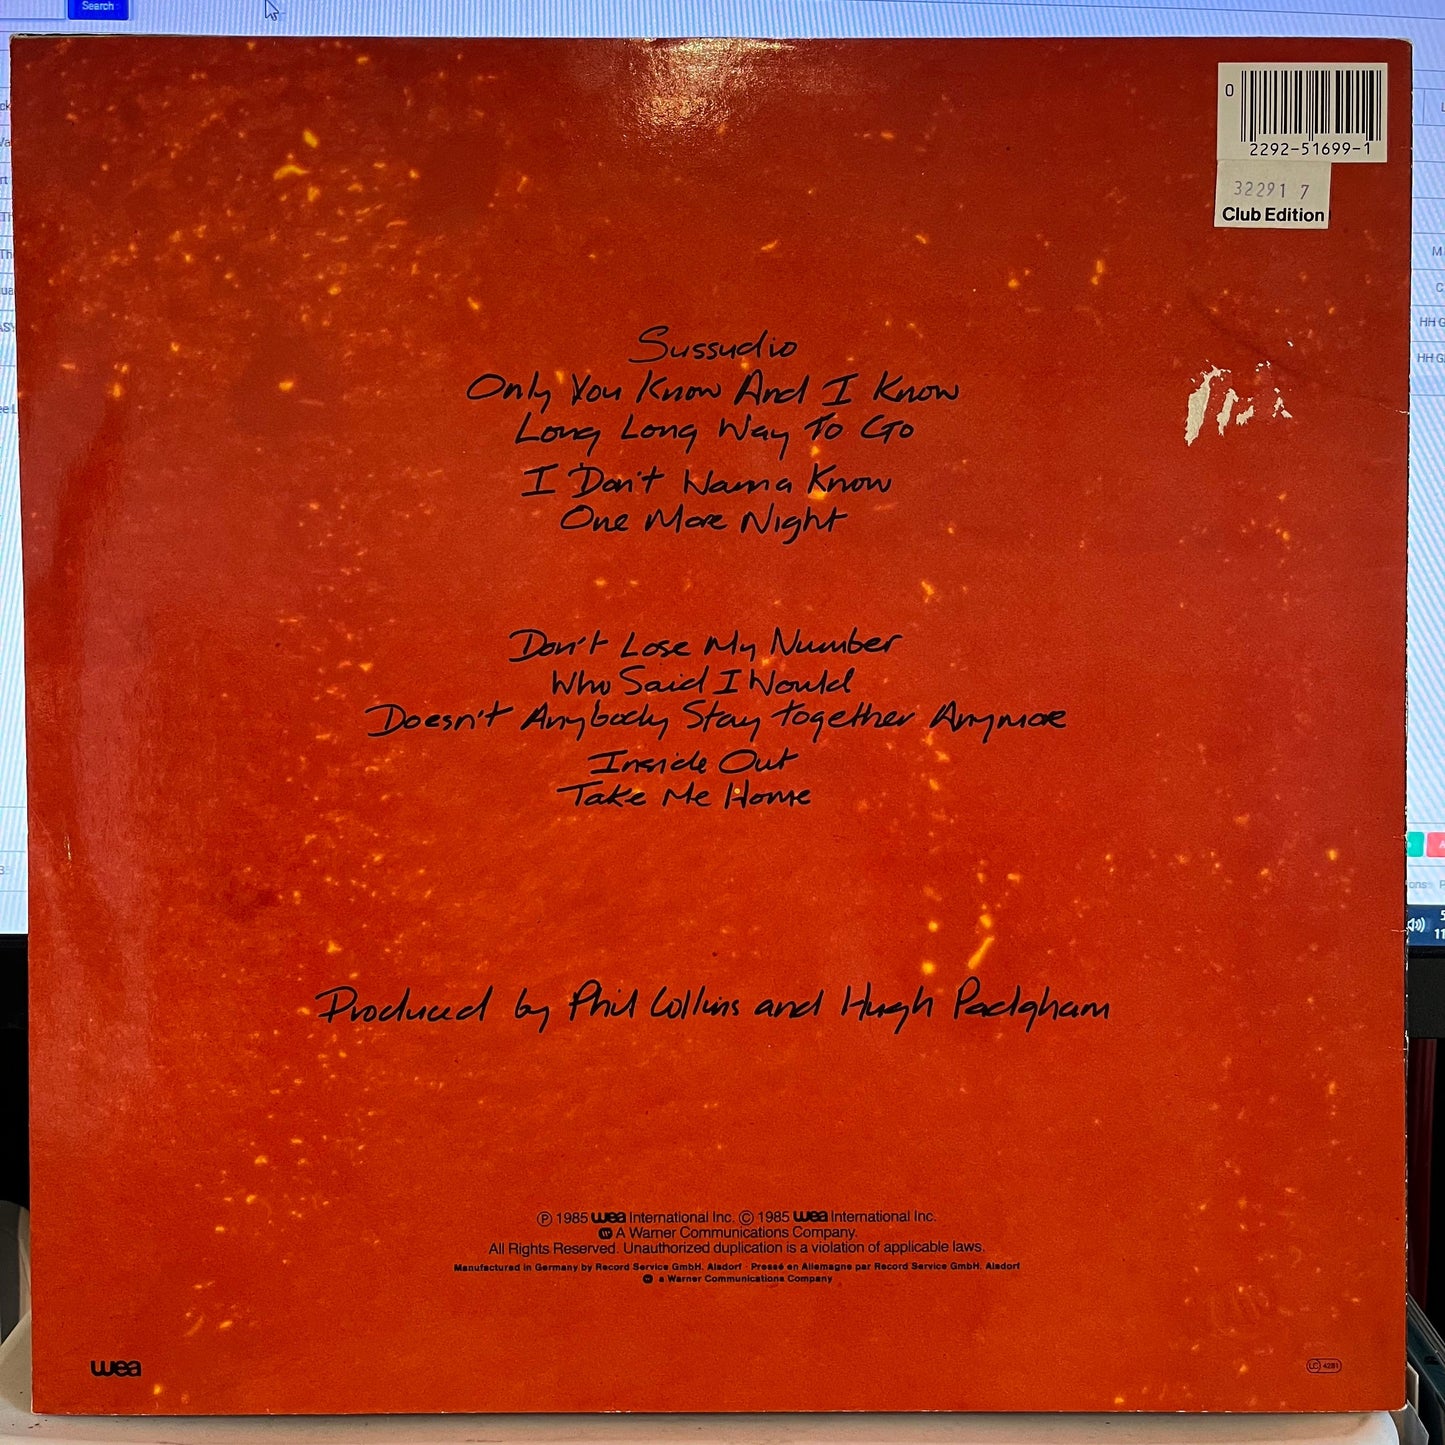 Search
0
2292-51699-1
32291 7
Club Edition
Sussudio
Only You Know And I Know
Long Long Way To Go
I Don't Wanna Know
One More Night
Don't Lose My Number
Who Said I Would
Doesn't Anybody Stay Together Anymore
Inside Out
Take Me Home
Produced by Phil Collins and Hugh Padgham
Ⓟ 1985 wea International Inc. © 1985 wea International Inc.
A Warner Communications Company.
All Rights Reserved. Unauthorized duplication is a violation of applicable laws.
Manufactured in Germany by Record Service GmbH, Alsdorf · Pressé en Allemagne par Record Service GmbH, Alsdorf
a Warner Communications Company
wea
LC 4281